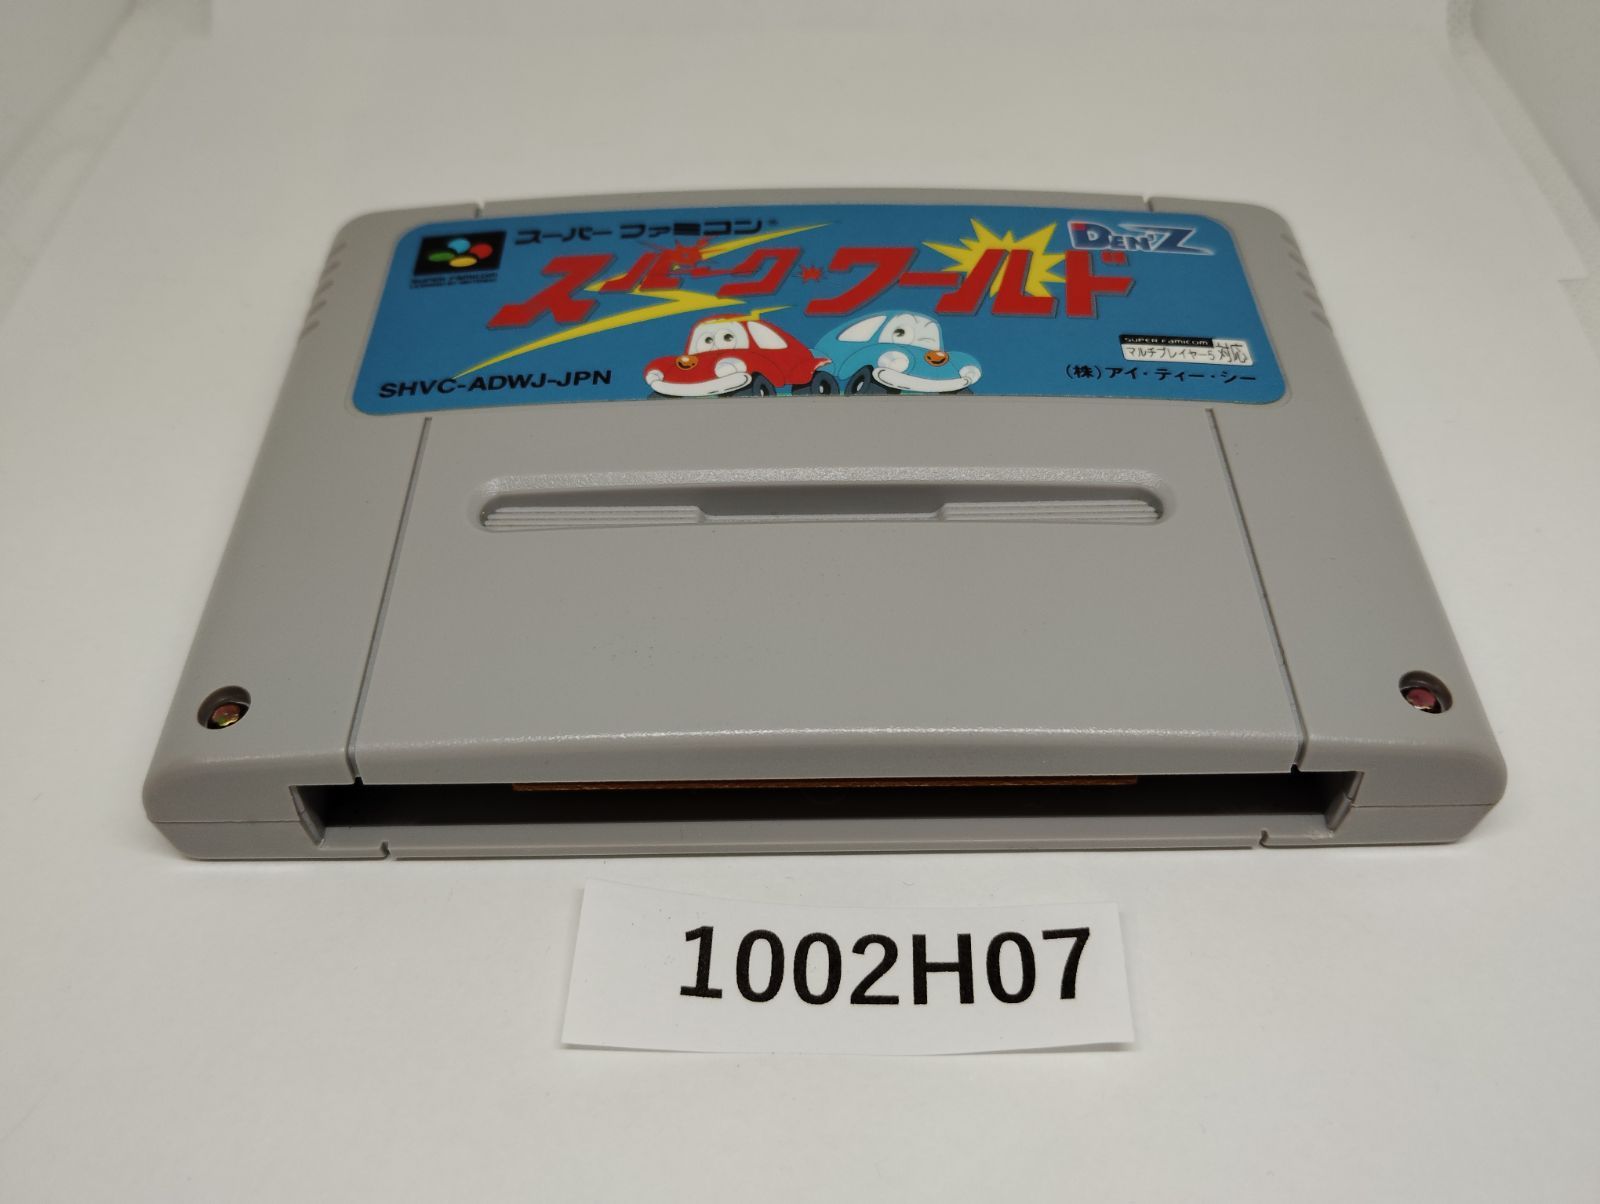 スーパーファミコン
DEN'Z
SUPER FAMICOM
スパーク・ワールド
SUPER FAMICOM
マルチプレイヤー5 対応
SHVC-ADWJ-JPN
(株)アイ・ティー・シー
1002H07